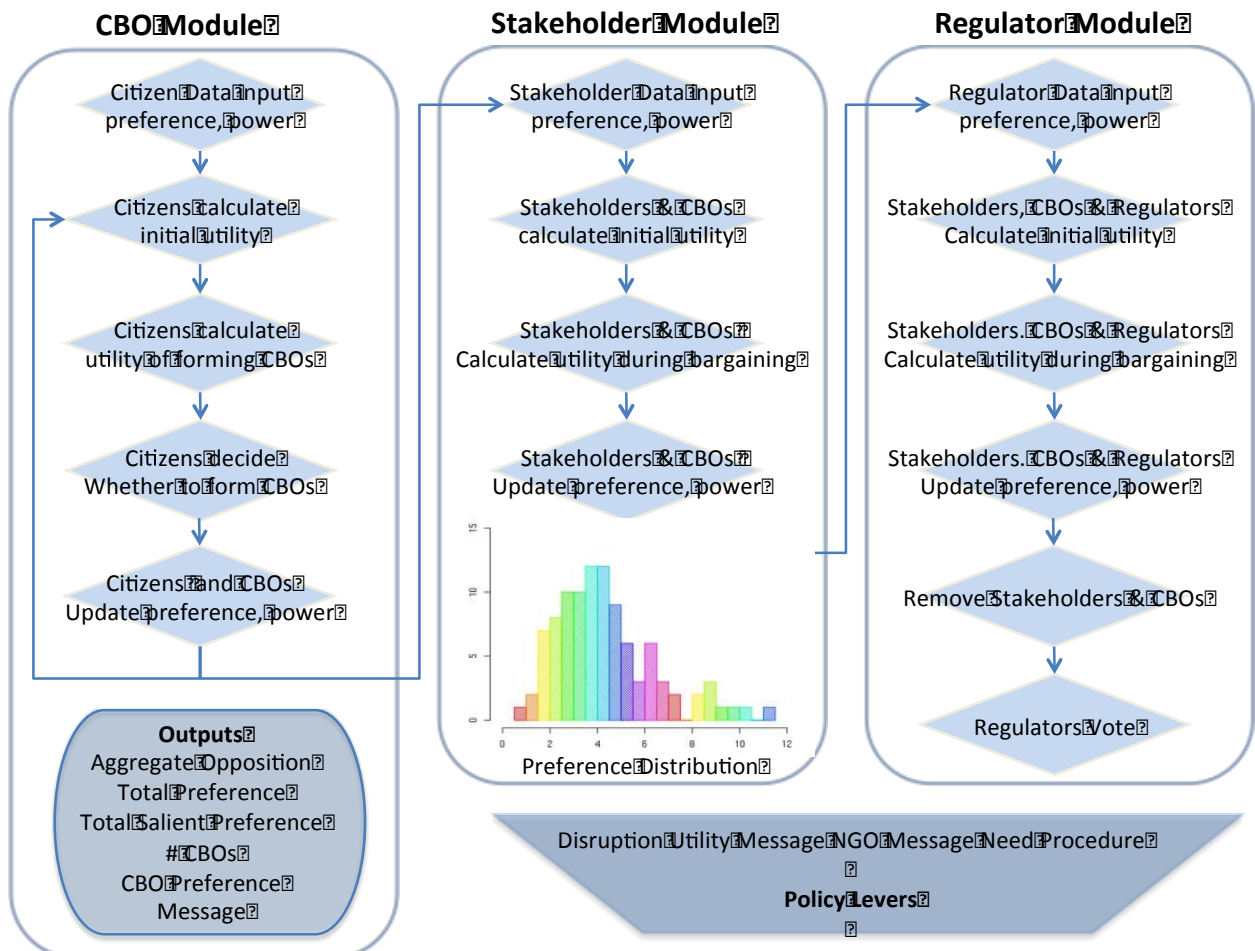 CBO Module
Citizen Data Input
preference, power
Citizens calculate
initial utility
Citizens calculate
utility of forming CBOs
Citizens decide
Whether to form CBOs
Citizens and CBOs
Update preference, power
Outputs
Aggregate Opposition
Total Preference
Total Salient Preference
# CBOs
CBO Preference
Message
Stakeholder Module
Stakeholder Data input
preference, power
Stakeholders & CBOs
calculate initial utility
Stakeholders & CBOs
Calculate utility during bargaining
Stakeholders & CBOs
Update preference, power
15
10
5
0
0 2 4 6 8 10 12
Preference Distribution
Regulator Module
Regulator Data input
preference, power
Stakeholders, CBOs & Regulators
Calculate initial utility
Stakeholders. CBOs & Regulators
Calculate utility during bargaining
Stakeholders. CBOs & Regulators
Update preference, power
Remove Stakeholders & CBOs
Regulators Vote
Disruption Utility Message NGO Message Need Procedure
Policy Levers